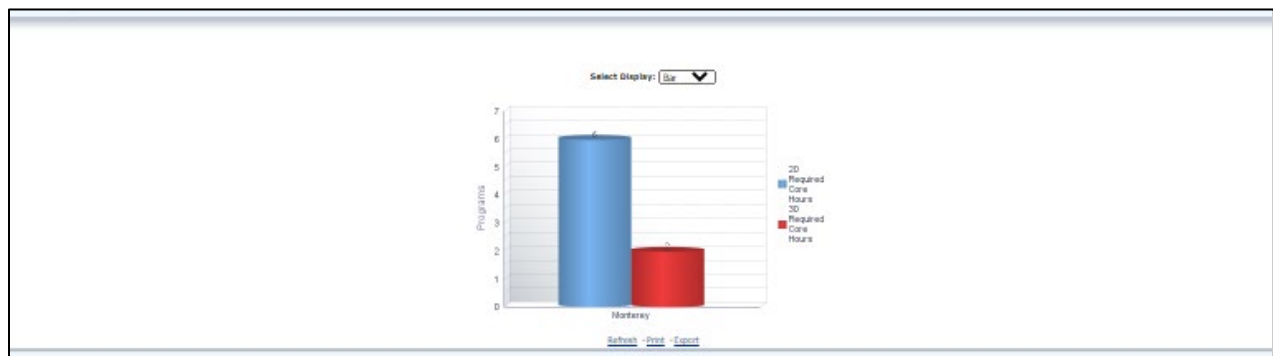 Select Display: Bar
7
6
5
4
3
2
1
0
Programs
6
2
Monterey
2D
Required
Core
Hours
3D
Required
Core
Hours
Refresh - Print - Export